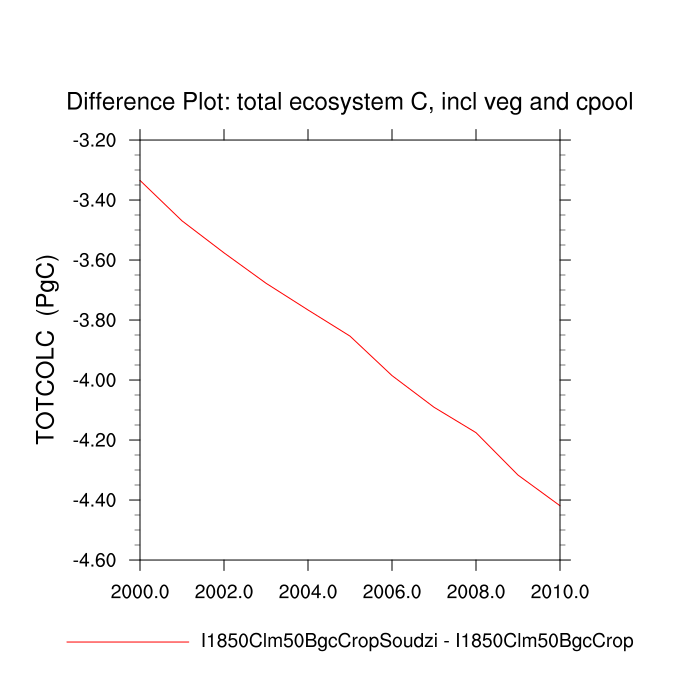 Difference Plot: total ecosystem C, incl veg and cpool
TOTCOLC (PgC)
-3.20
-3.40
-3.60
-3.80
-4.00
-4.20
-4.40
-4.60
2000.0 2002.0 2004.0 2006.0 2008.0 2010.0
I1850Clm50BgcCropSoudzi - I1850Clm50BgcCrop